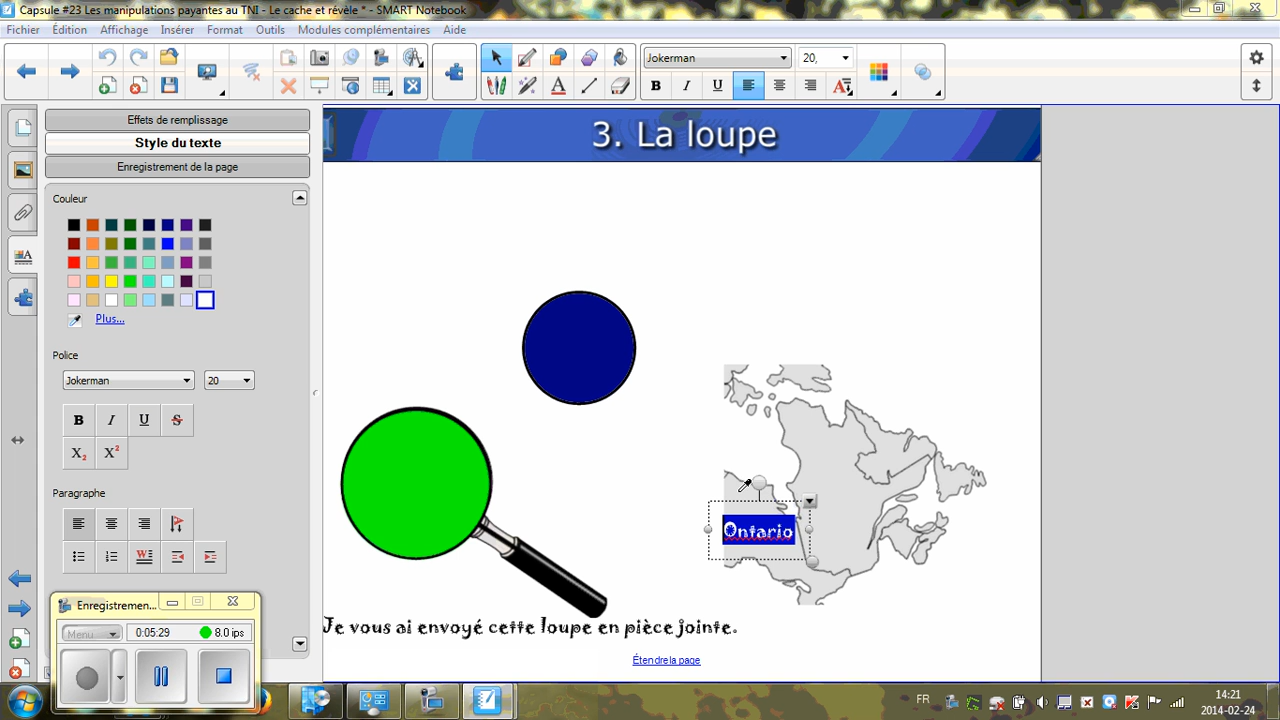 Capsule #23 Les manipulations payantes au TNI - Le cache et révèle * - SMART Notebook
Fichier Édition Affichage Insérer Format Outils Modules complémentaires Aide
Jokerman 20,
B I U
Effets de remplissage
Style du texte
Enregistrement de la page
Couleur
Plus...
Police
Jokerman 20
B I U S
X2 X2
Paragraphe
3. La loupe
Ontario
Je vous ai envoyé cette loupe en pièce jointe.
Étendre la page
Enregistremen...
Menu 0:05:29 8.0 ips
FR 14:21
2014-02-24